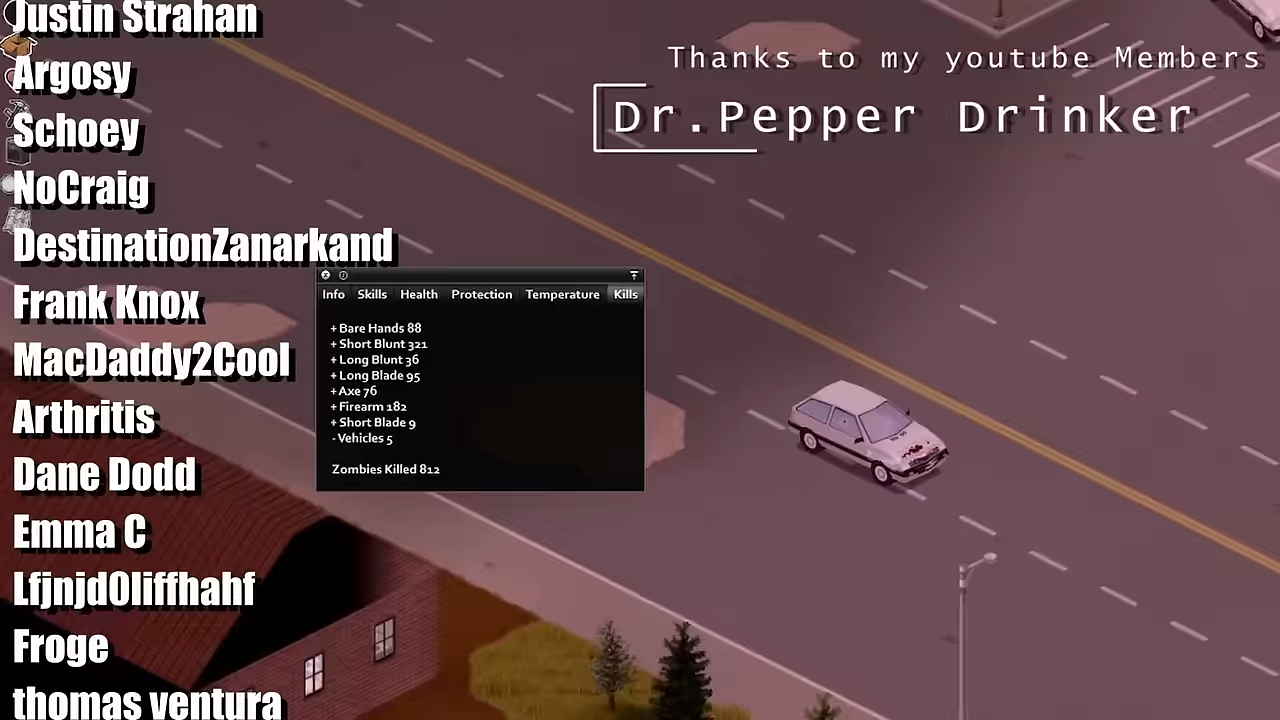 Justin Strahan
Argosy
Schoey
NoCraig
DestinationZanarkand
Frank Knox
MacDaddy2Cool
Arthritis
Dane Dodd
Emma C
LfjnjdOliffhahf
Froge
thomas ventura
Thanks to my youtube Members
Dr.Pepper Drinker
Info Skills Health Protection Temperature Kills
+ Bare Hands 88
+ Short Blunt 321
+ Long Blunt 36
+ Long Blade 95
+ Axe 76
+ Firearm 182
+ Short Blade 9
- Vehicles 5
Zombies Killed 812